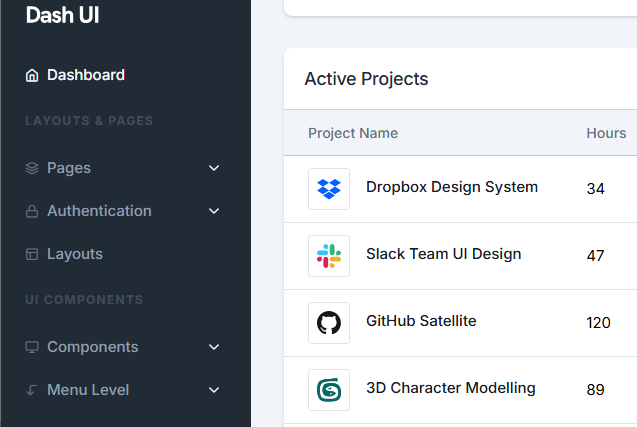 Dash UI
Dashboard
LAYOUTS & PAGES
Pages
Authentication
Layouts
UI COMPONENTS
Components
Menu Level
Active Projects
Project Name Hours
Dropbox Design System 34
Slack Team UI Design 47
GitHub Satellite 120
3D Character Modelling 89